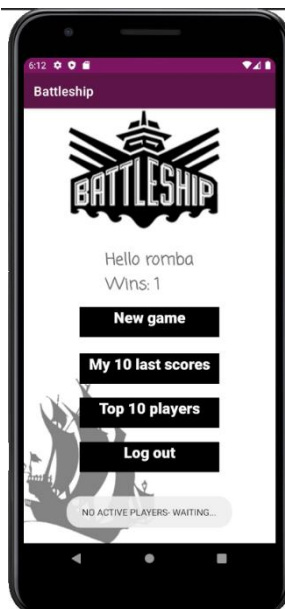 6:12
Battleship
BATTLESHIP
Hello romba
Wins: 1
New game
My 10 last scores
Top 10 players
Log out
NO ACTIVE PLAYERS- WAITING...